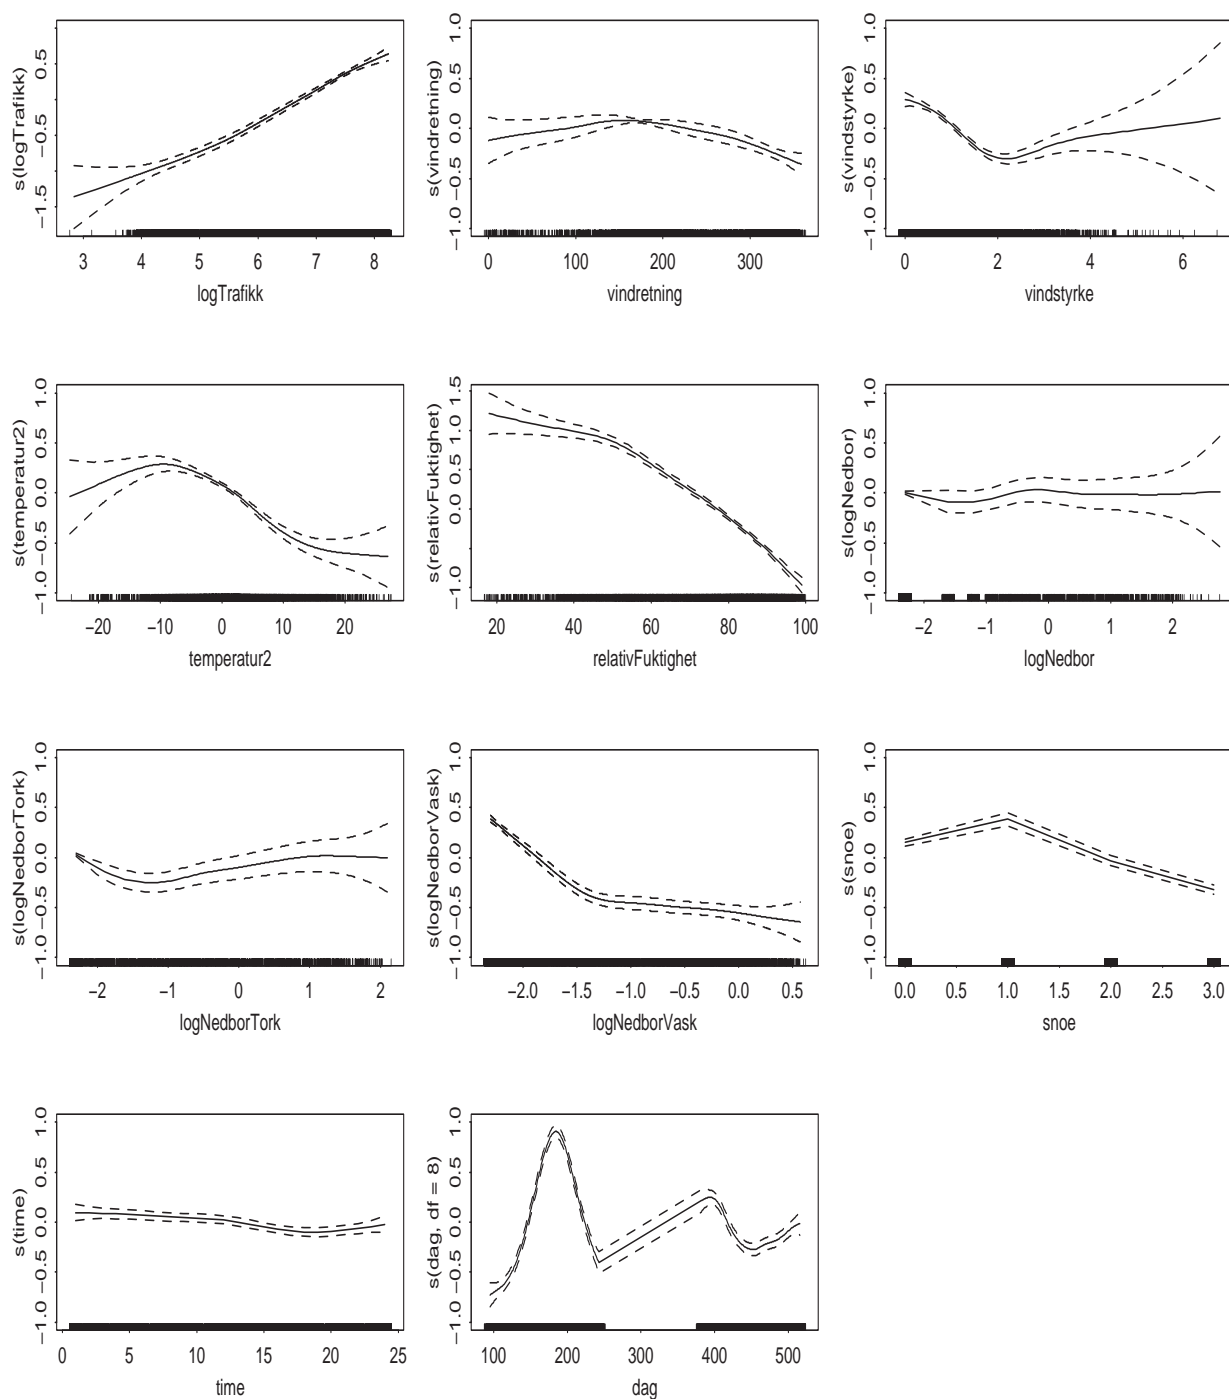 s(logTrafikk)
−1.5 −0.5 0.5
3 4 5 6 7 8
logTrafikk
s(vindretning)
−1.0 −0.5 0.0 0.5 1.0
0 100 200 300
vindretning
s(vindstyrke)
−1.0 −0.5 0.0 0.5 1.0
0 2 4 6
vindstyrke
s(temperatur2)
−1.0 −0.5 0.0 0.5 1.0
−20 −10 0 10 20
temperatur2
s(relativFuktighet)
−1.0 0.0 0.5 1.0 1.5
20 40 60 80 100
relativFuktighet
s(logNedbor)
−1.0 −0.5 0.0 0.5 1.0
−2 −1 0 1 2
logNedbor
s(logNedborTork)
−1.0 −0.5 0.0 0.5 1.0
−2 −1 0 1 2
logNedborTork
s(logNedborVask)
−1.0 −0.5 0.0 0.5 1.0
−2.0 −1.5 −1.0 −0.5 0.0 0.5
logNedborVask
s(snoe)
−1.0 −0.5 0.0 0.5 1.0
0.0 0.5 1.0 1.5 2.0 2.5 3.0
snoe
s(time)
−1.0 −0.5 0.0 0.5 1.0
0 5 10 15 20 25
time
s(dag, df = 8)
−1.0 −0.5 0.0 0.5 1.0
100 200 300 400 500
dag